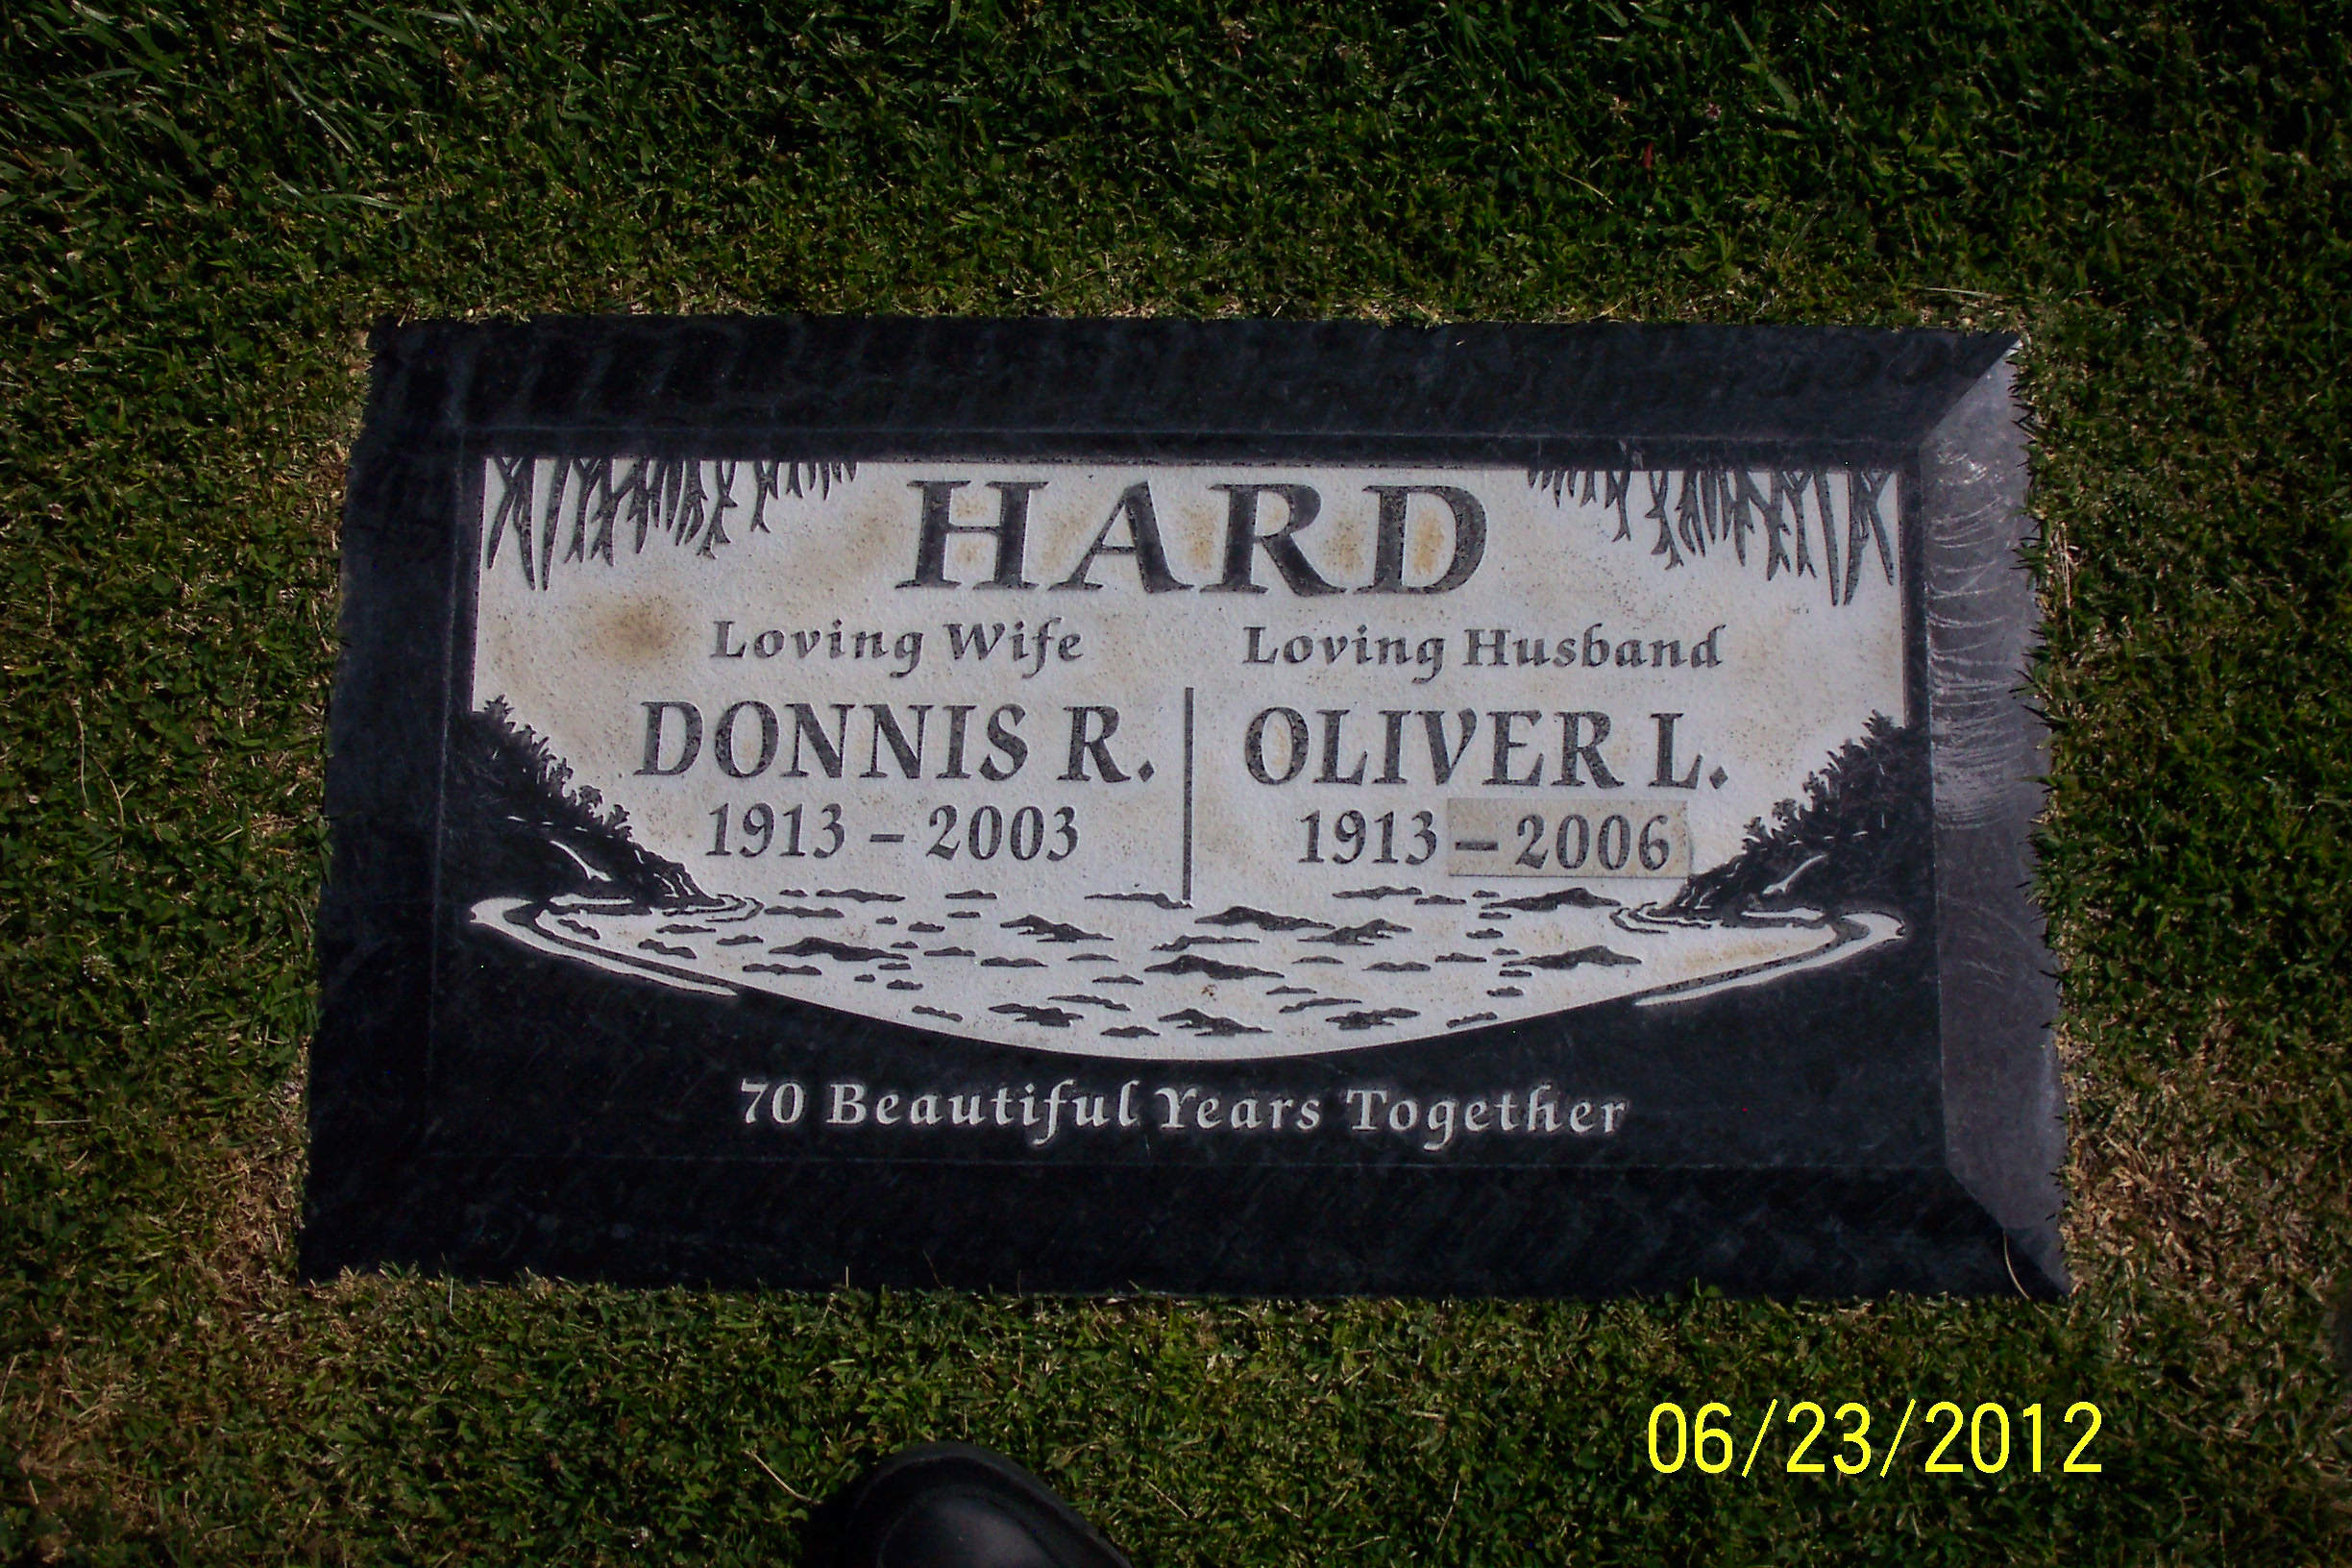 HARD
Loving Wife Loving Husband
DONNIS R. OLIVER L.
1913 – 2003 1913 – 2006
70 Beautiful Years Together
06/23/2012